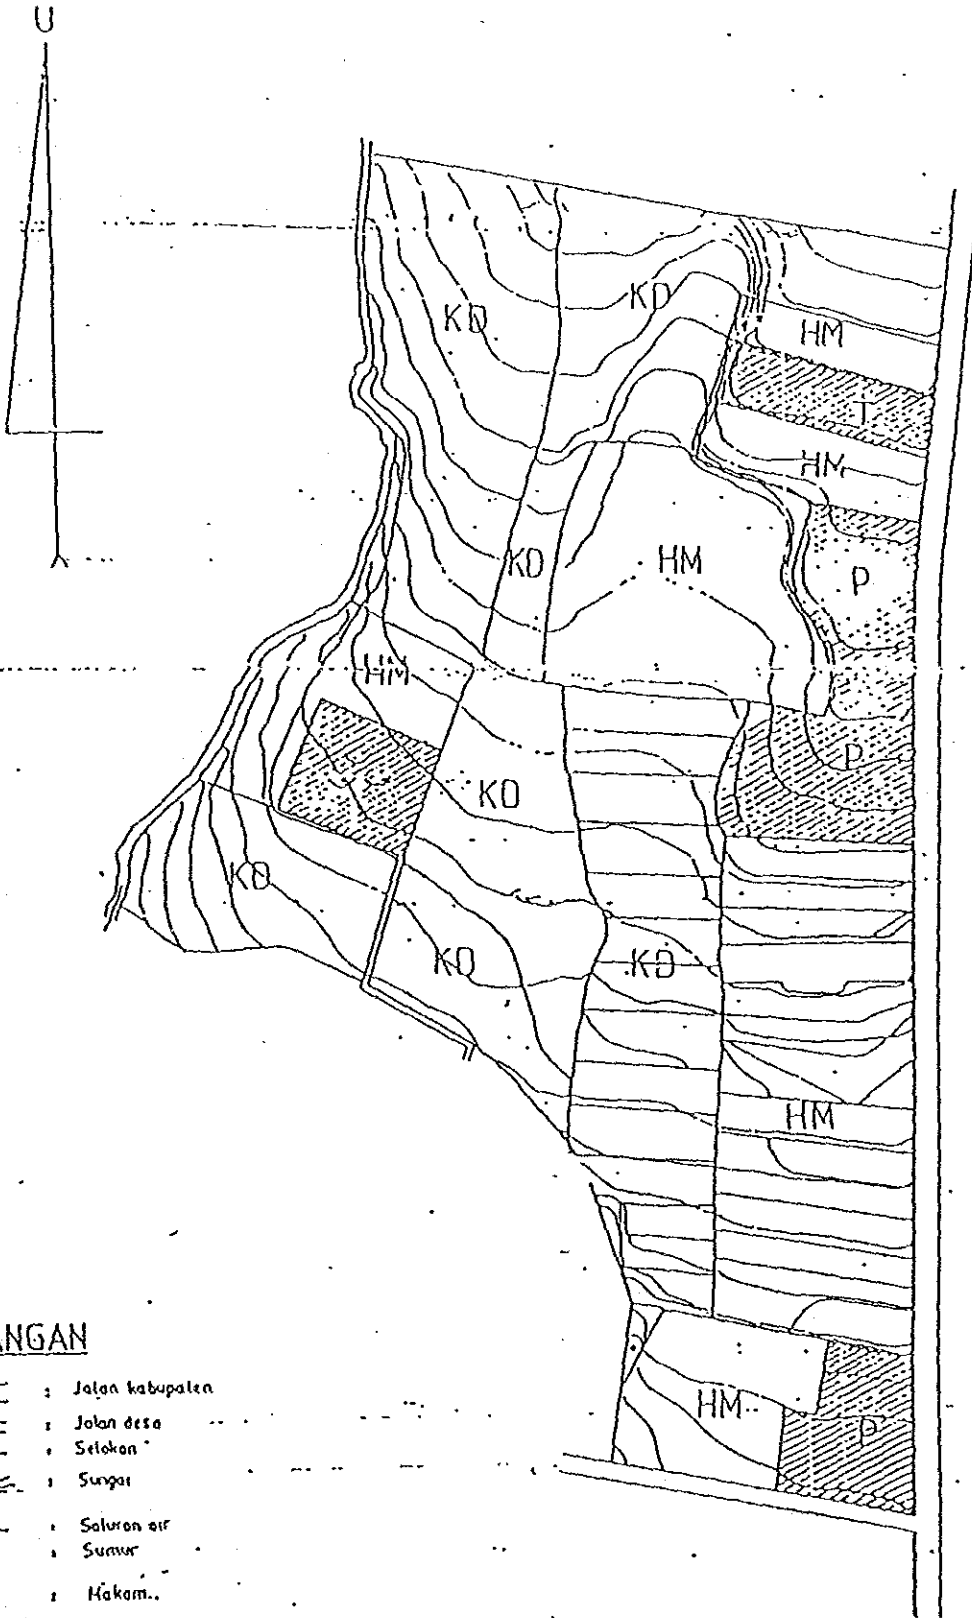 U
KD
KD
HM
T
HM
KD
HM
P
HM
P
KD
KD
KD
KD
HM
ANGAN
: Jalan kabupaten
: Jalan desa
: Selokan
: Sungai
: Saluran air
: Sumur
: Makam..
HM
P